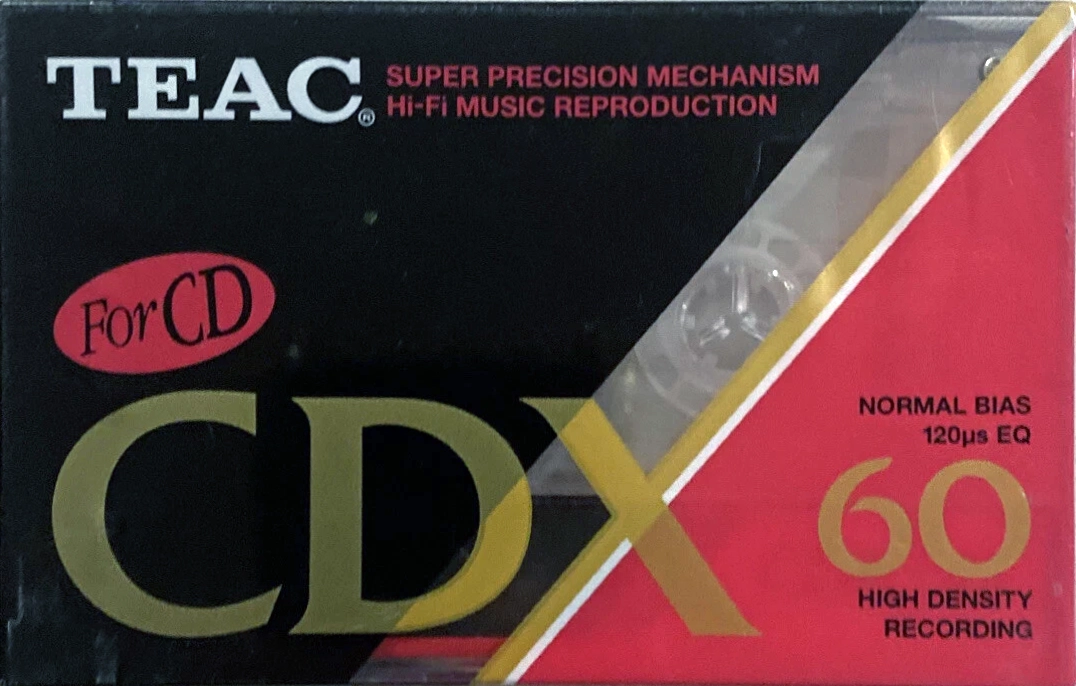 TEAC®
SUPER PRECISION MECHANISM
Hi-Fi MUSIC REPRODUCTION
For CD
CDX
NORMAL BIAS
120µs EQ
60
HIGH DENSITY
RECORDING